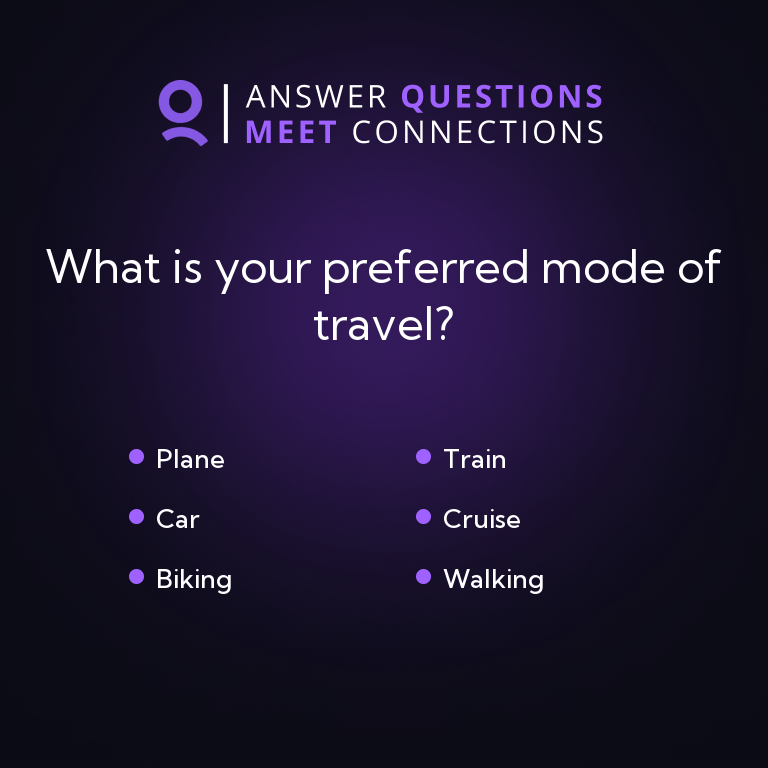 ANSWER QUESTIONS
MEET CONNECTIONS
What is your preferred mode of
travel?
Plane
Train
Car
Cruise
Biking
Walking